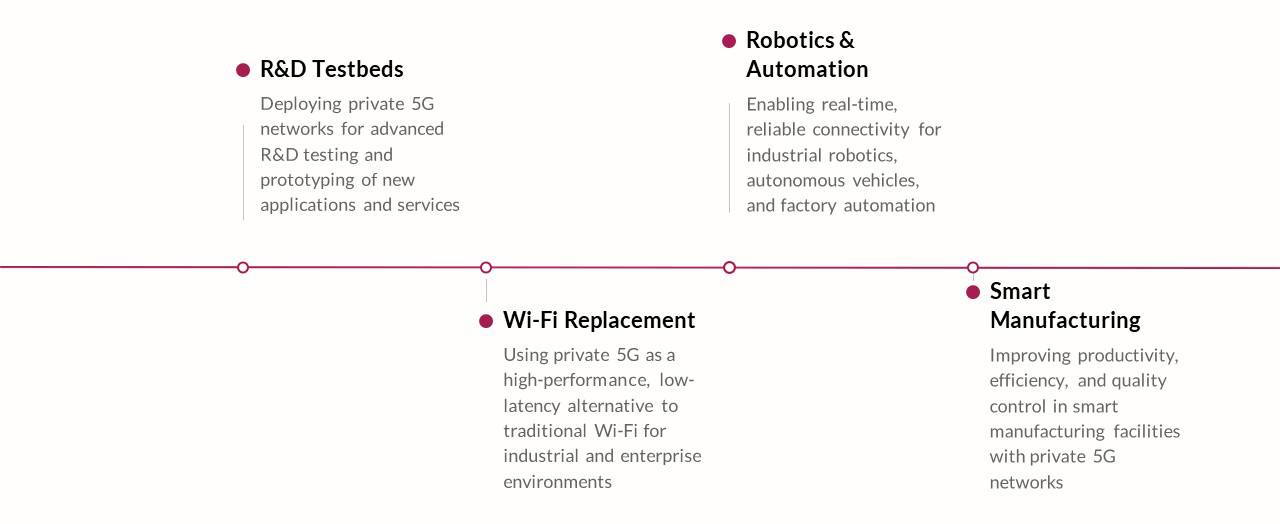 R&D Testbeds
Deploying private 5G
networks for advanced
R&D testing and
prototyping of new
applications and services
Wi-Fi Replacement
Using private 5G as a
high-performance, low-
latency alternative to
traditional Wi-Fi for
industrial and enterprise
environments
Robotics &
Automation
Enabling real-time,
reliable connectivity for
industrial robotics,
autonomous vehicles,
and factory automation
Smart
Manufacturing
Improving productivity,
efficiency, and quality
control in smart
manufacturing facilities
with private 5G
networks